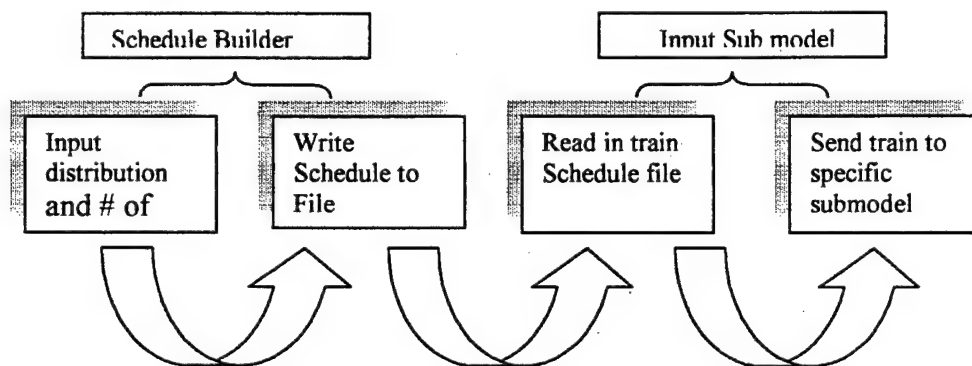 Schedule Builder
Input Sub model
Input
distribution
and # of
Write
Schedule to
File
Read in train
Schedule file
Send train to
specific
submodel